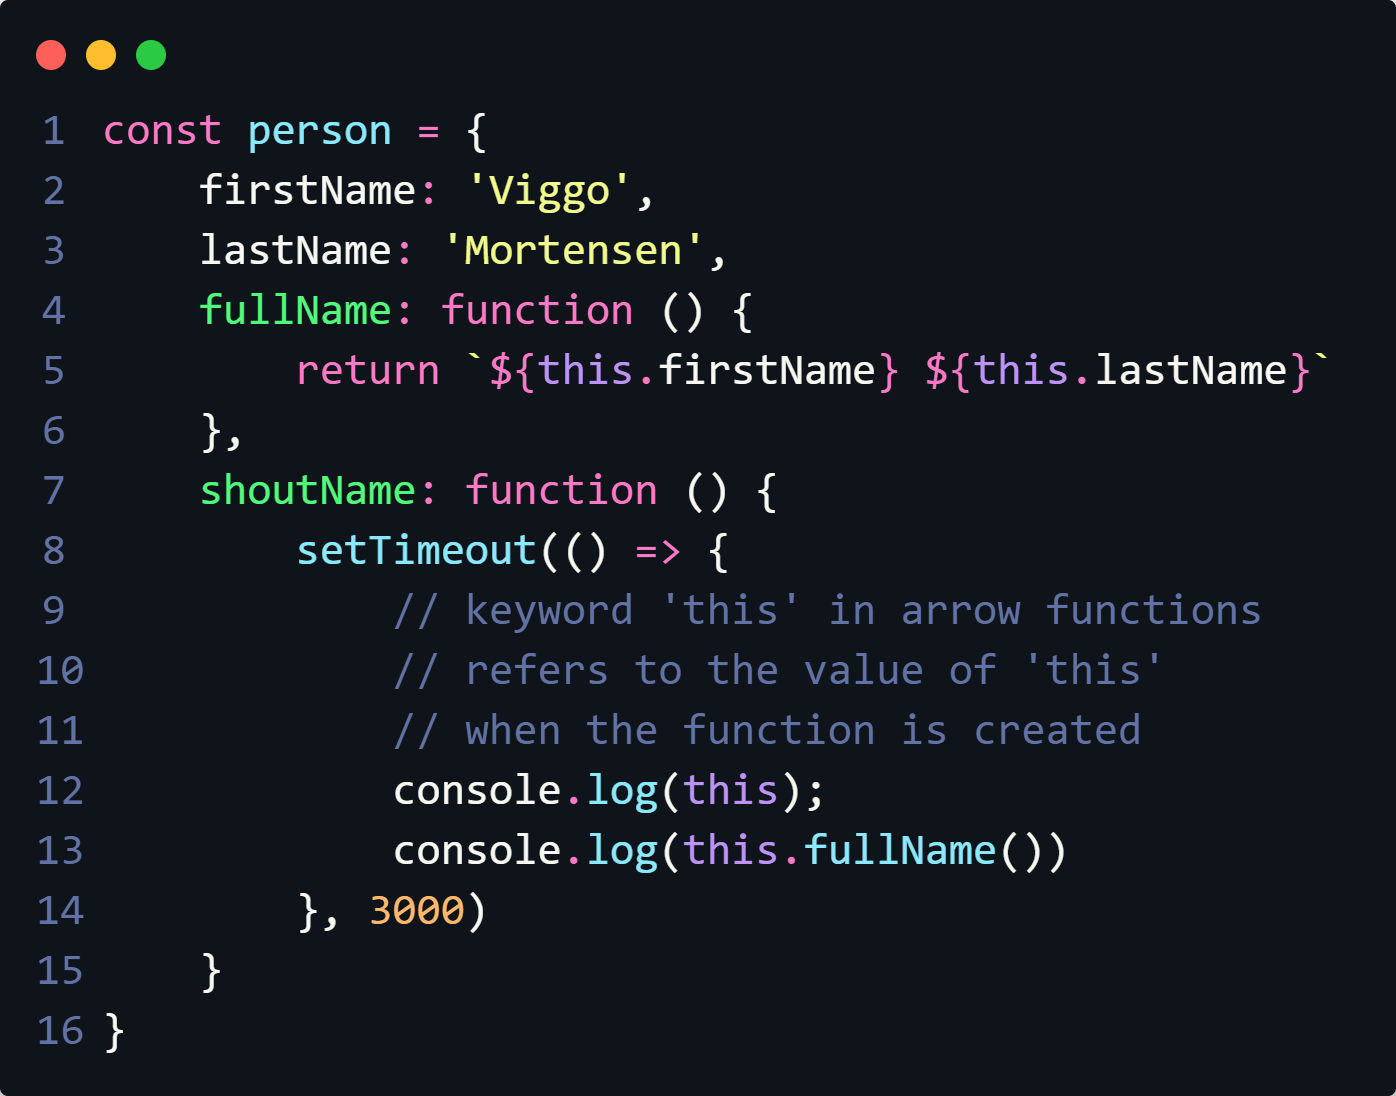 1 const person = {
2     firstName: 'Viggo',
3     lastName: 'Mortensen',
4     fullName: function () {
5         return `${this.firstName} ${this.lastName}`
6     },
7     shoutName: function () {
8         setTimeout(() => {
9             // keyword 'this' in arrow functions
10             // refers to the value of 'this'
11             // when the function is created
12             console.log(this);
13             console.log(this.fullName())
14         }, 3000)
15     }
16 }